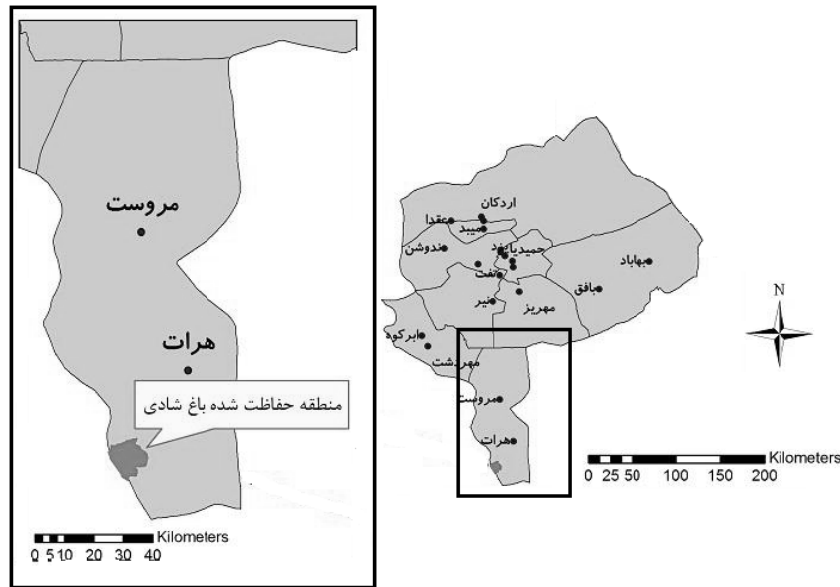 مروست
هرات
منطقه حفاظت شده باغ شادی
Kilometers
0 5 10 20 30 40
اردکان
عقدا
میبد
ندوشن
حمیدیا
تفت
بهاباد
بافق
نیر
مهریز
ابرکوه
مهردشت
مروست
هرات
N
Kilometers
0 25 50 100 150 200